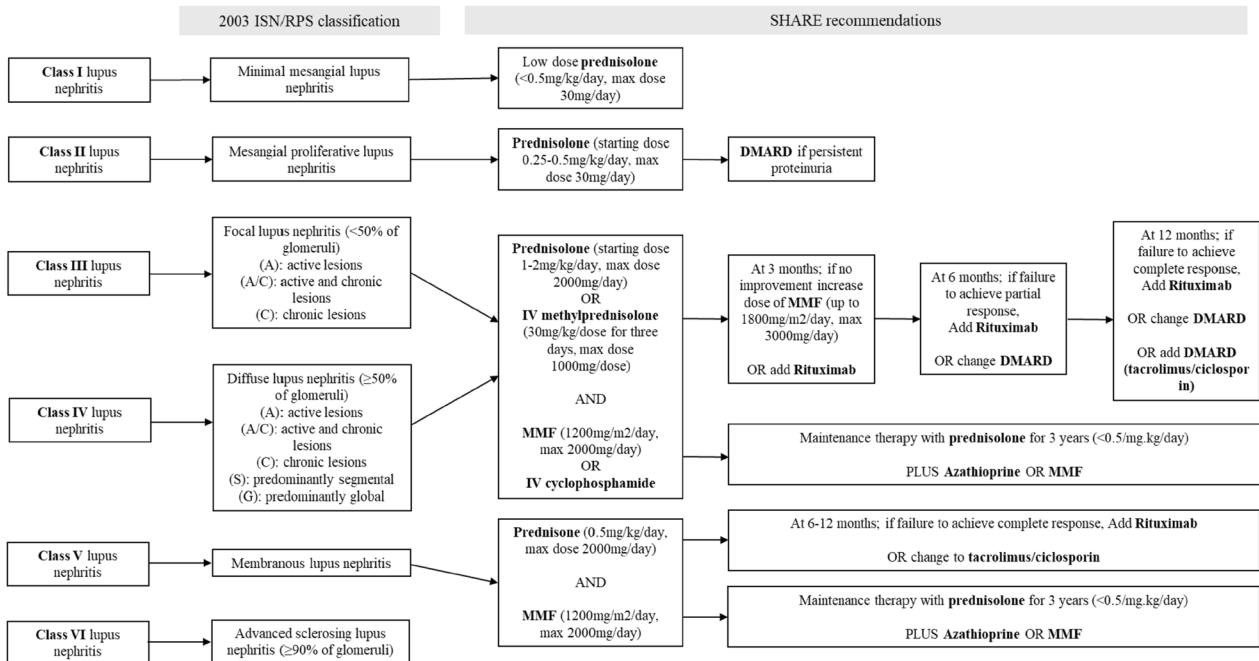 2003 ISN/RPS classification
SHARE recommendations
Class I lupus
nephritis
Minimal mesangial lupus
nephritis
Low dose prednisolone
(<0.5mg/kg/day, max dose
30mg/day)
Class II lupus
nephritis
Mesangial proliferative lupus
nephritis
Prednisolone (starting dose
0.25-0.5mg/kg/day, max
dose 30mg/day)
DMARD if persistent
proteinuria
Class III lupus
nephritis
Focal lupus nephritis (<50% of
glomeruli)
(A): active lesions
(A/C): active and chronic
lesions
(C): chronic lesions
Class IV lupus
nephritis
Diffuse lupus nephritis (≥50%
of glomeruli)
(A): active lesions
(A/C): active and chronic
lesions
(C): chronic lesions
(S): predominantly segmental
(G): predominantly global
Prednisolone (starting dose
1-2mg/kg/day, max dose
2000mg/day)
OR
IV methylprednisolone
(30mg/kg/dose for three
days, max dose
1000mg/dose)
AND
MMF (1200mg/m2/day,
max 2000mg/day)
OR
IV cyclophosphamide
At 3 months; if no
improvement increase
dose of MMF (up to
1800mg/m2/day, max
3000mg/day)
OR add Rituximab
At 6 months; if failure
to achieve partial
response,
Add Rituximab
OR change DMARD
At 12 months; if
failure to achieve
complete response,
Add Rituximab
OR change DMARD
OR add DMARD
(tacrolimus/ciclospor
in)
Maintenance therapy with prednisolone for 3 years (<0.5/mg.kg/day)
PLUS Azathioprine OR MMF
Class V lupus
nephritis
Membranous lupus nephritis
Prednisone (0.5mg/kg/day,
max dose 2000mg/day)
AND
MMF (1200mg/m2/day,
max 2000mg/day)
At 6-12 months; if failure to achieve complete response, Add Rituximab
OR change to tacrolimus/ciclosporin
Maintenance therapy with prednisolone for 3 years (<0.5/mg.kg/day)
PLUS Azathioprine OR MMF
Class VI lupus
nephritis
Advanced sclerosing lupus
nephritis (≥90% of glomeruli)